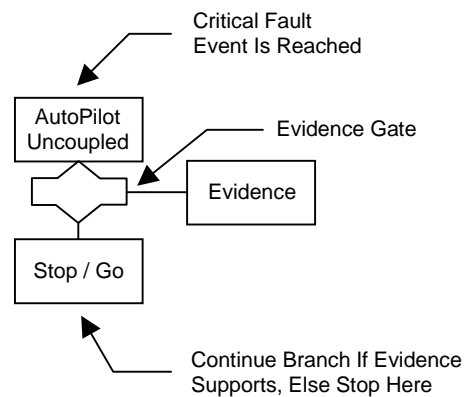 Critical Fault
Event Is Reached
AutoPilot
Uncoupled
Evidence Gate
Evidence
Stop / Go
Continue Branch If Evidence
Supports, Else Stop Here